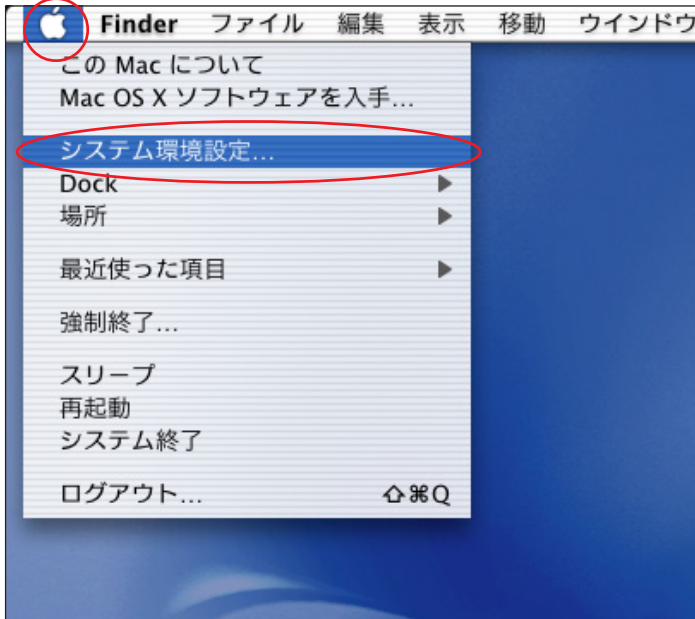 Finder ファイル 編集 表示 移動 ウインドウ
この Mac について
Mac OS X ソフトウェアを入手...
システム環境設定...
Dock
場所
最近使った項目
強制終了...
スリープ
再起動
システム終了
ログアウト... ⇧⌘Q